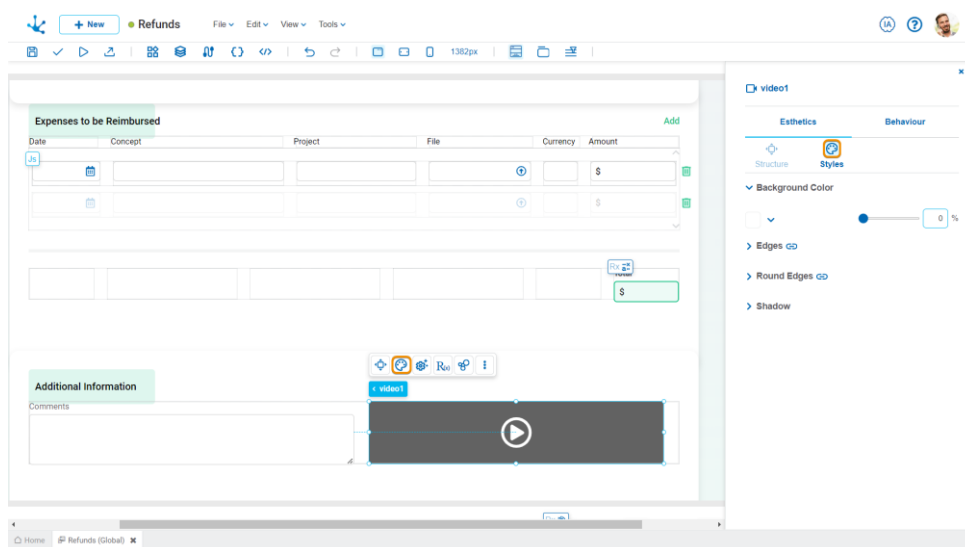 + New
Refunds
File
Edit
View
Tools
IA
?
1382px
Expenses to be Reimbursed
Add
Date
Concept
Project
File
Currency
Amount
Js
$
$
Rx
$
Additional Information
R(x)
video1
Comments
video1
Esthetics
Behaviour
Structure
Styles
Background Color
0 %
Edges
Round Edges
Shadow
Home
Refunds (Global)